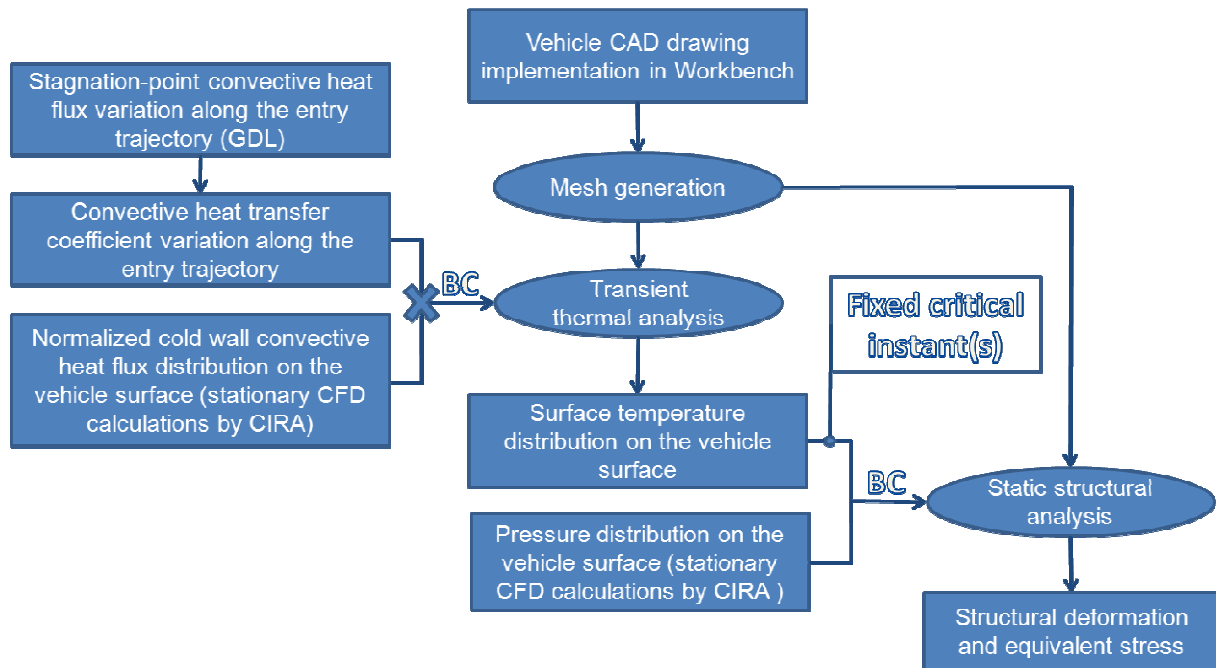 Vehicle CAD drawing
implementation in Workbench
Stagnation-point convective heat
flux variation along the entry
trajectory (GDL)
Mesh generation
Convective heat transfer
coefficient variation along the
entry trajectory
BC
Transient
thermal analysis
Fixed critical
instant(s)
Normalized cold wall convective
heat flux distribution on the
vehicle surface (stationary CFD
calculations by CIRA)
Surface temperature
distribution on the vehicle
surface
BC
Static structural
analysis
Pressure distribution on the
vehicle surface (stationary
CFD calculations by CIRA )
Structural deformation
and equivalent stress